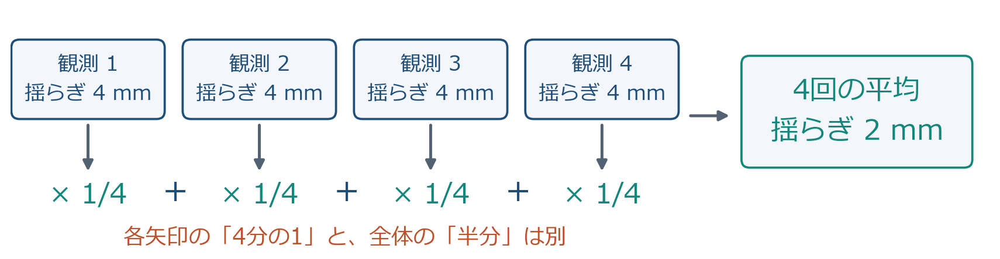 観測 1
揺らぎ 4 mm
観測 2
揺らぎ 4 mm
観測 3
揺らぎ 4 mm
観測 4
揺らぎ 4 mm
4回の平均
揺らぎ 2 mm
× 1/4 + × 1/4 + × 1/4 + × 1/4
各矢印の「4分の1」と、全体の「半分」は別